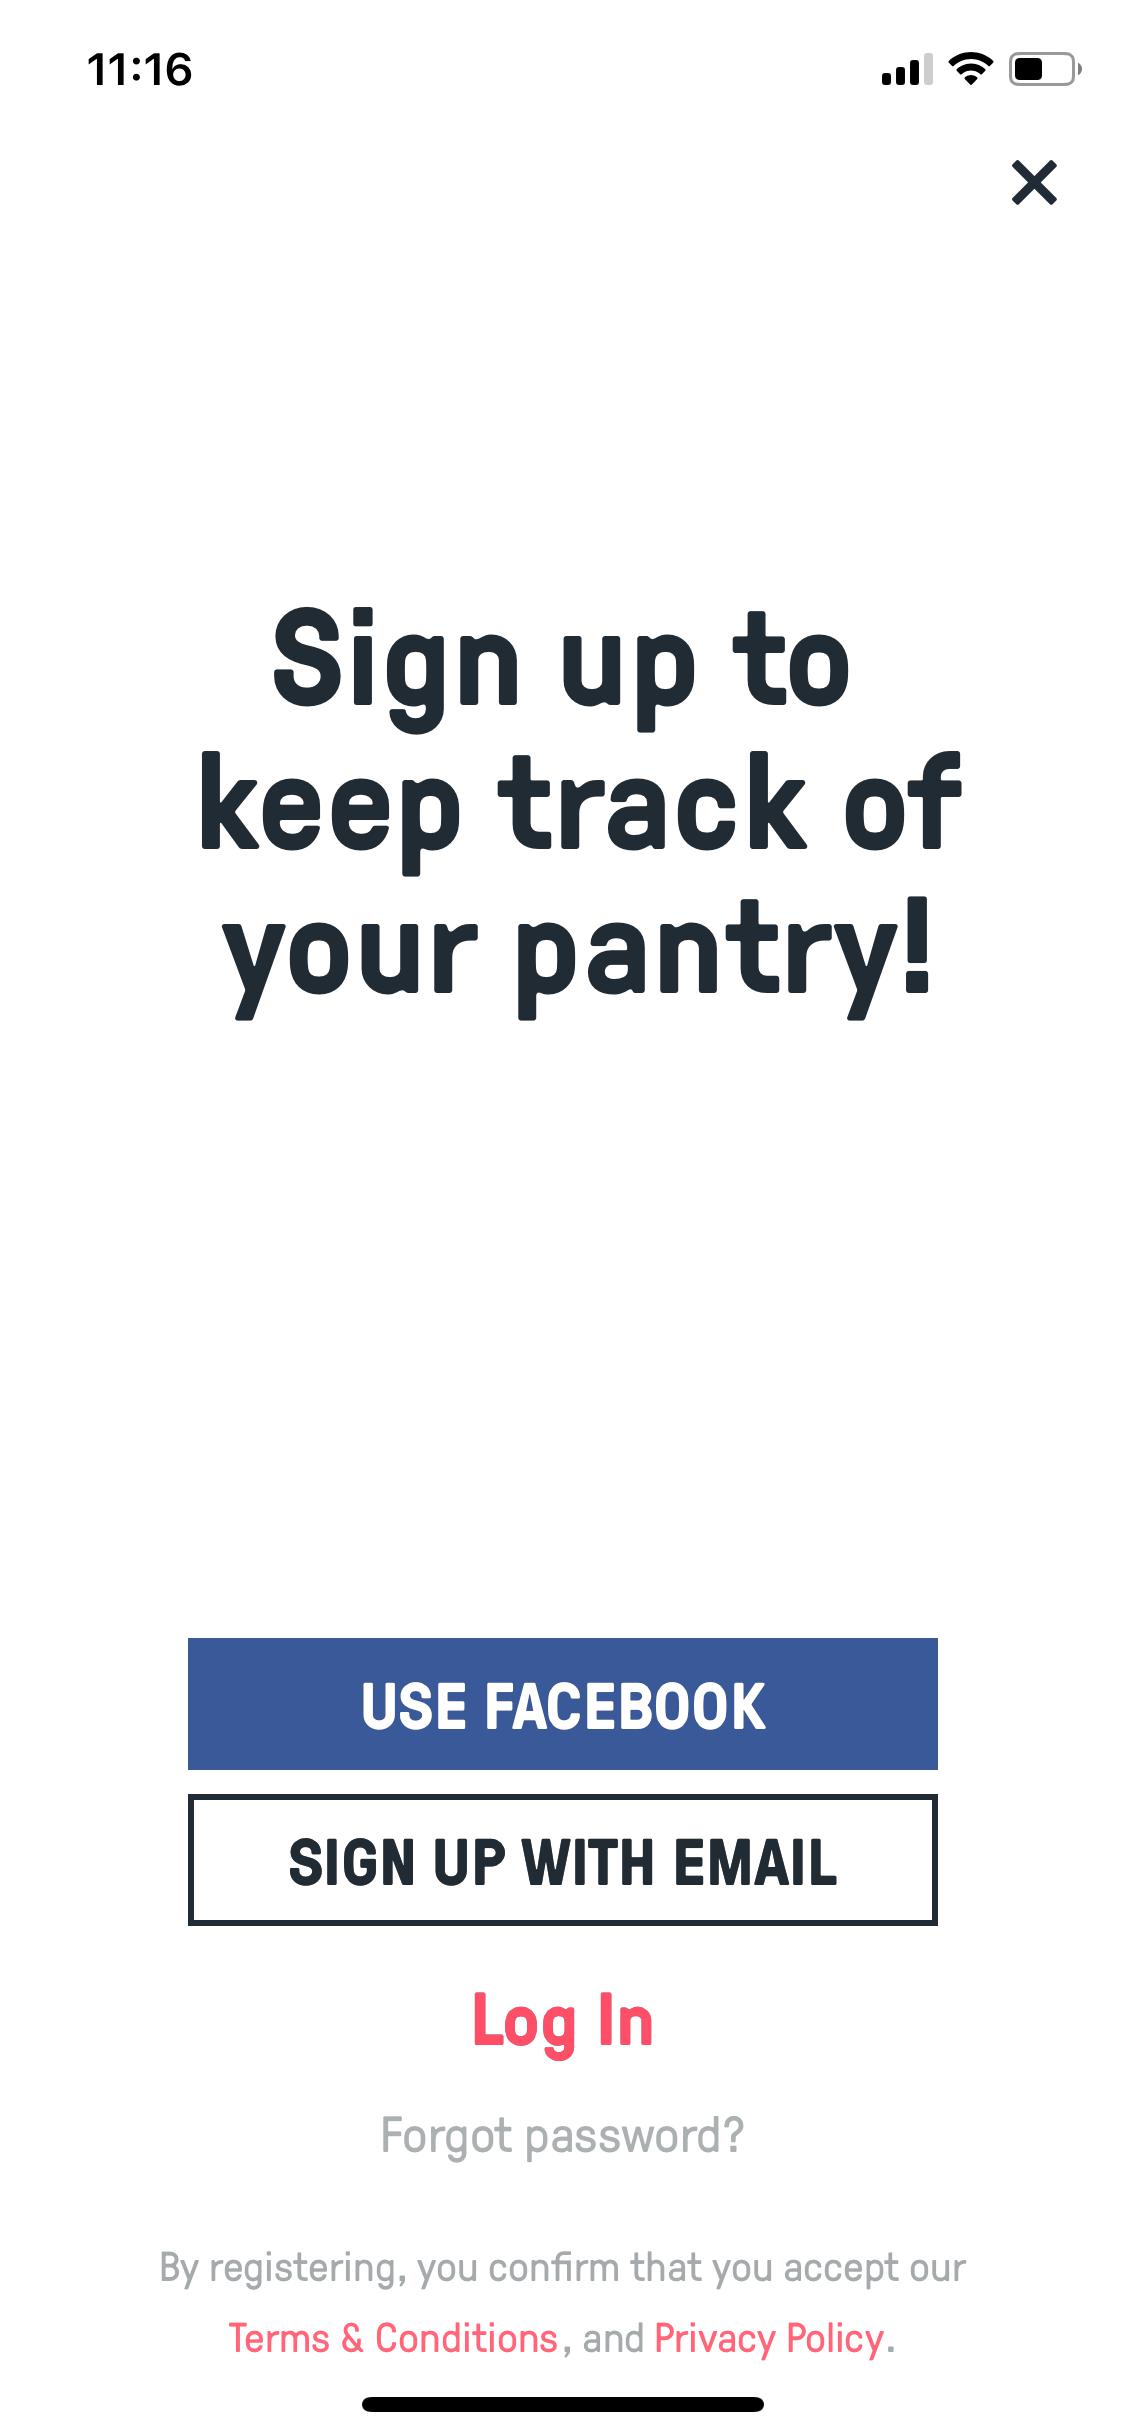 11:16
Sign up to
keep track of
your pantry!
USE FACEBOOK
SIGN UP WITH EMAIL
Log In
Forgot password?
By registering, you confirm that you accept our
Terms & Conditions, and Privacy Policy.